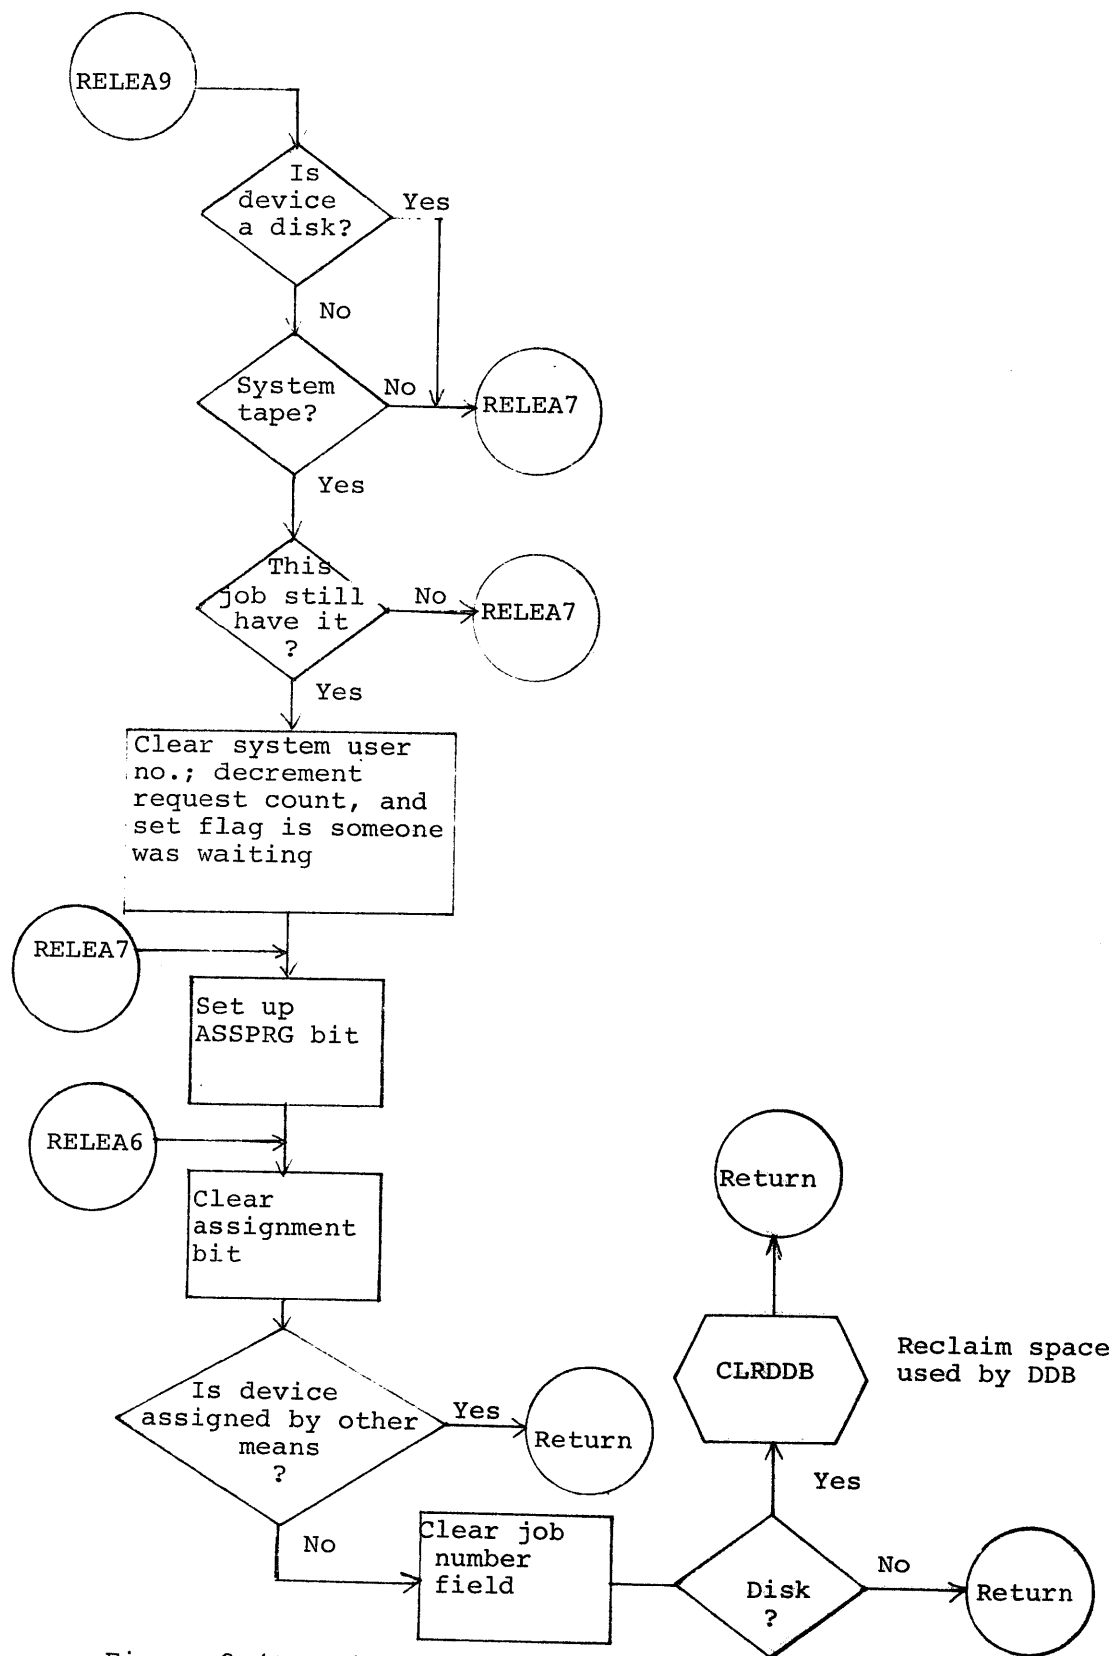 RELEA9
Is
device
a disk?
Yes
No
System
tape?
No
RELEA7
Yes
This
job still
have it
?
No
RELEA7
Yes
Clear system user
no.; decrement
request count, and
set flag is someone
was waiting
RELEA7
Set up
ASSPRG bit
RELEA6
Clear
assignment
bit
Is device
assigned by other
means
?
Yes
Return
No
Clear job
number
field
Disk
?
No
Return
Yes
CLRDDB
Reclaim space
used by DDB
Return